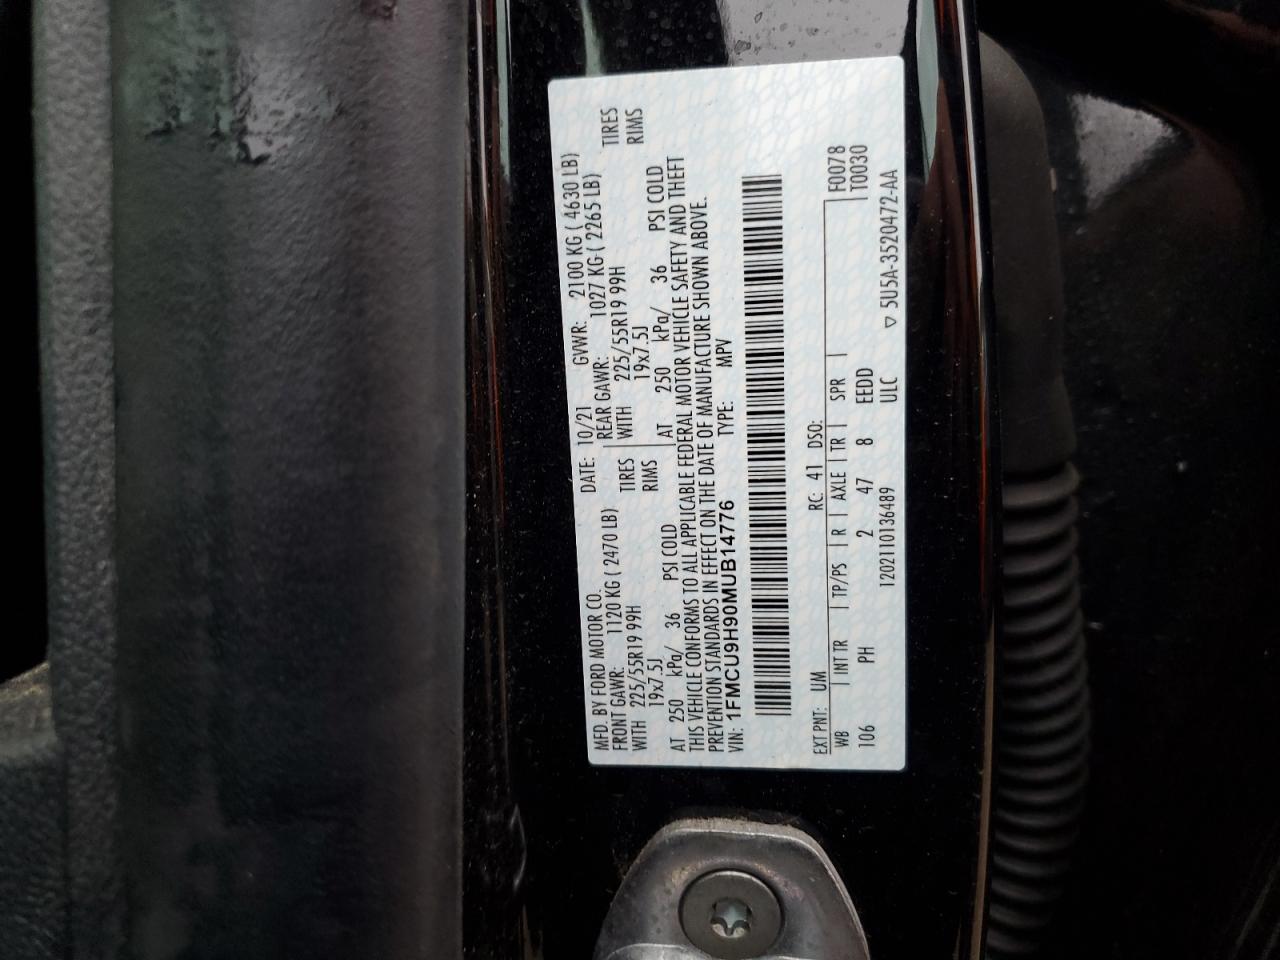 MFD. BY FORD MOTOR CO.
DATE: 10/21 GVWR: 2100 KG ( 4630 LB)
FRONT GAWR: 1120 KG ( 2470 LB) REAR GAWR: 1027 KG ( 2265 LB)
WITH 225/55R19 99H TIRES WITH 225/55R19 99H TIRES
19x7.5J RIMS 19x7.5J RIMS
AT 250 kPa/ 36 PSI COLD AT 250 kPa/ 36 PSI COLD
THIS VEHICLE CONFORMS TO ALL APPLICABLE FEDERAL MOTOR VEHICLE SAFETY AND THEFT
PREVENTION STANDARDS IN EFFECT ON THE DATE OF MANUFACTURE SHOWN ABOVE.
VIN: 1FMCU9H90MUB14776 TYPE: MPV
EXT PNT: UM RC: 41 DSO: F0078
WB INT TR TP/PS R AXLE TR SPR T0030
106 PH 2 47 8 EEDD
1202110136489 ULC ▽ 5U5A-3520472-AA